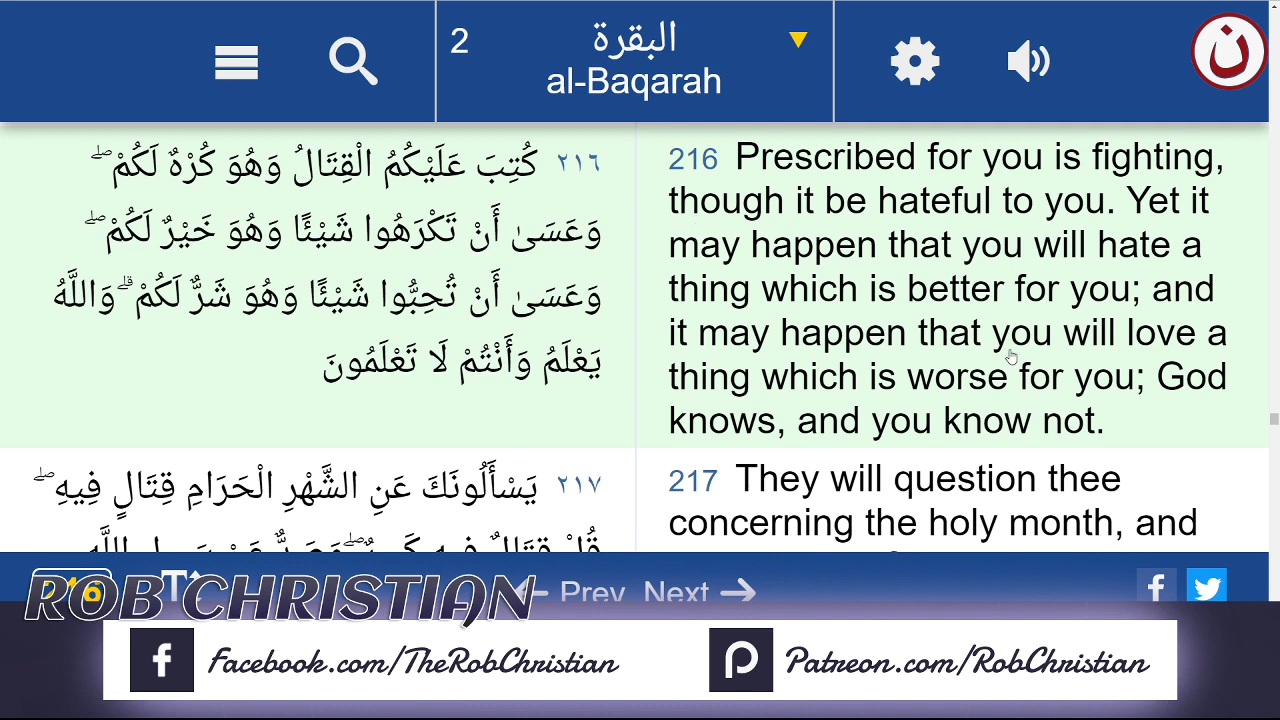 2
البقرة
al-Baqarah
ن
٢١٦ كُتِبَ عَلَيْكُمُ الْقِتَالُ وَهُوَ كُرْهٌ لَكُمْ ۖ
وَعَسَىٰ أَنْ تَكْرَهُوا شَيْئًا وَهُوَ خَيْرٌ لَكُمْ ۖ
وَعَسَىٰ أَنْ تُحِبُّوا شَيْئًا وَهُوَ شَرٌّ لَكُمْ ۗ وَاللَّهُ
يَعْلَمُ وَأَنْتُمْ لَا تَعْلَمُونَ
216 Prescribed for you is fighting,
though it be hateful to you. Yet it
may happen that you will hate a
thing which is better for you; and
it may happen that you will love a
thing which is worse for you; God
knows, and you know not.
٢١٧ يَسْأَلُونَكَ عَنِ الشَّهْرِ الْحَرَامِ قِتَالٍ فِيهِ ۖ
217 They will question thee
concerning the holy month, and
Prev Next
ROB CHRISTIAN
Facebook.com/TheRobChristian
Patreon.com/RobChristian